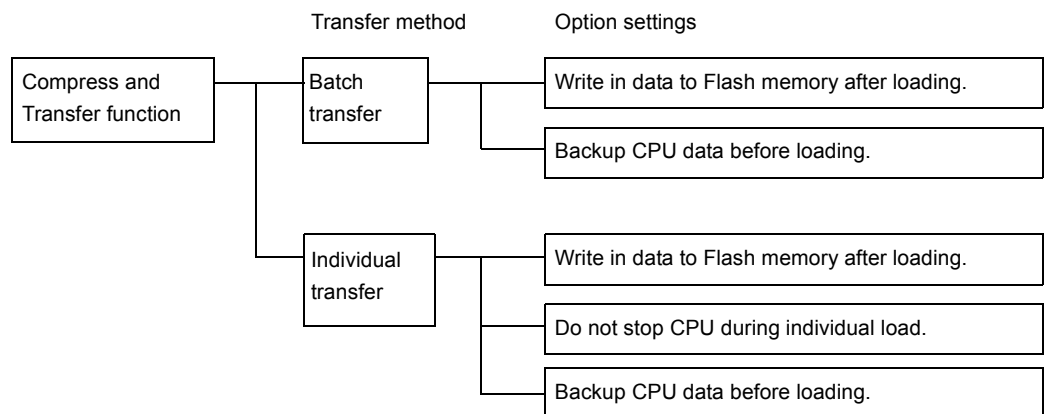 Transfer method
Option settings
Compress and
Transfer function
Batch
transfer
Write in data to Flash memory after loading.
Backup CPU data before loading.
Individual
transfer
Write in data to Flash memory after loading.
Do not stop CPU during individual load.
Backup CPU data before loading.